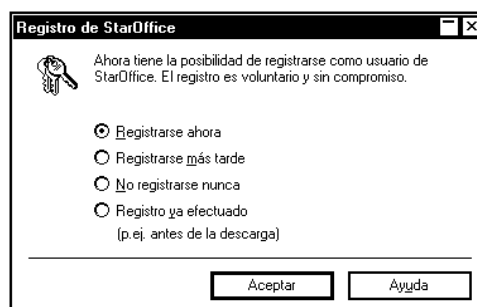 Registro de StarOffice
Ahora tiene la posibilidad de registrarse como usuario de
StarOffice. El registro es voluntario y sin compromiso.
Registrarse ahora
Registrarse más tarde
No registrarse nunca
Registro ya efectuado
(p.ej. antes de la descarga)
Aceptar
Ayuda